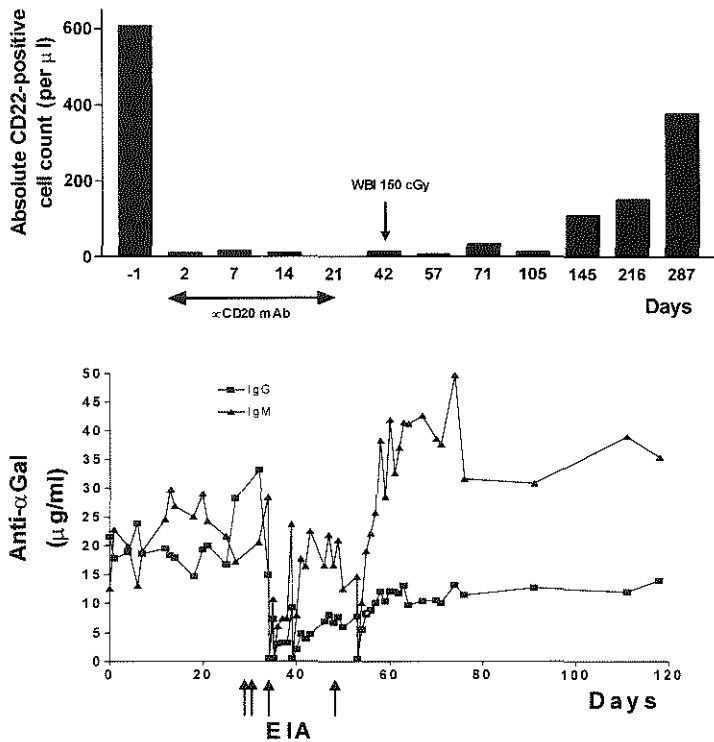 Absolute CD22-positive
cell count (per μl)
600
400
200
0
WBI 150 cGy
-1 2 7 14 21 42 57 71 105 145 216 287
∝CD20 mAb
Days
Anti-αGal
(μg/ml)
50
45
40
35
30
25
20
15
10
5
0
IgG
IgM
0 20 40 60 80 100 120
EIA
Days